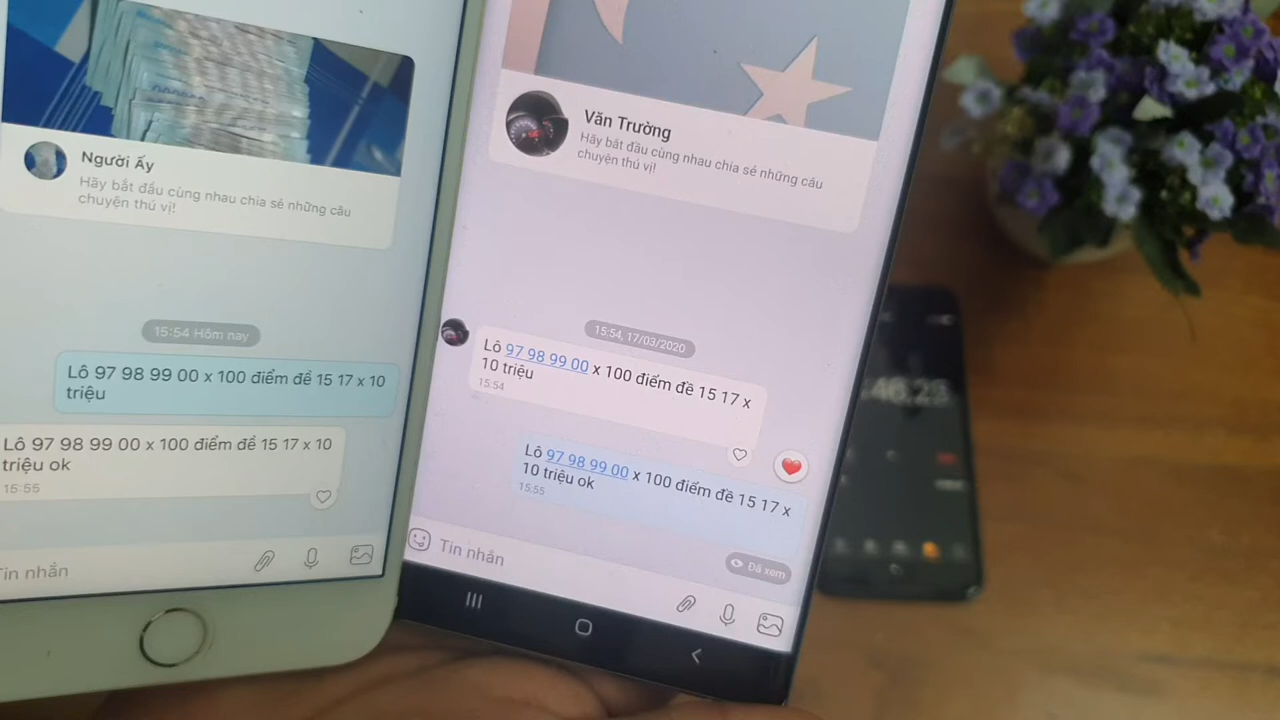 Người Ấy
Hãy bắt đầu cùng nhau chia sẻ những câu
chuyện thú vị!
15:54 Hôm nay
Lô 97 98 99 00 x 100 điểm đề 15 17 x 10
triệu
Lô 97 98 99 00 x 100 điểm đề 15 17 x 10
triệu ok
15:55
Tin nhắn
Văn Trường
Hãy bắt đầu cùng nhau chia sẻ những câu
chuyện thú vị!
15:54, 17/03/2020
Lô 97 98 99 00 x 100 điểm đề 15 17 x
10 triệu
15:54
Lô 97 98 99 00 x 100 điểm đề 15 17 x
10 triệu ok
15:55
Đã xem
Tin nhắn